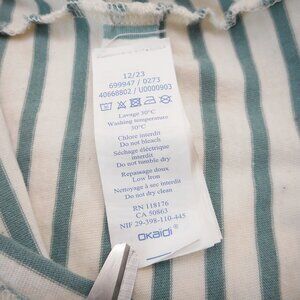 12/23
699947 / 0273
40668802 / U0000903
Lavage 30°C
Washing temperature
30°C
Chlore interdit
Do not bleach
Séchage électrique
interdit
Do not tumble dry
Repassage doux
Low Iron
Nettoyage à sec interdit
Do not dry clean
RN 118176
CA 50863
NIF 29-398-110-445
okaidi®